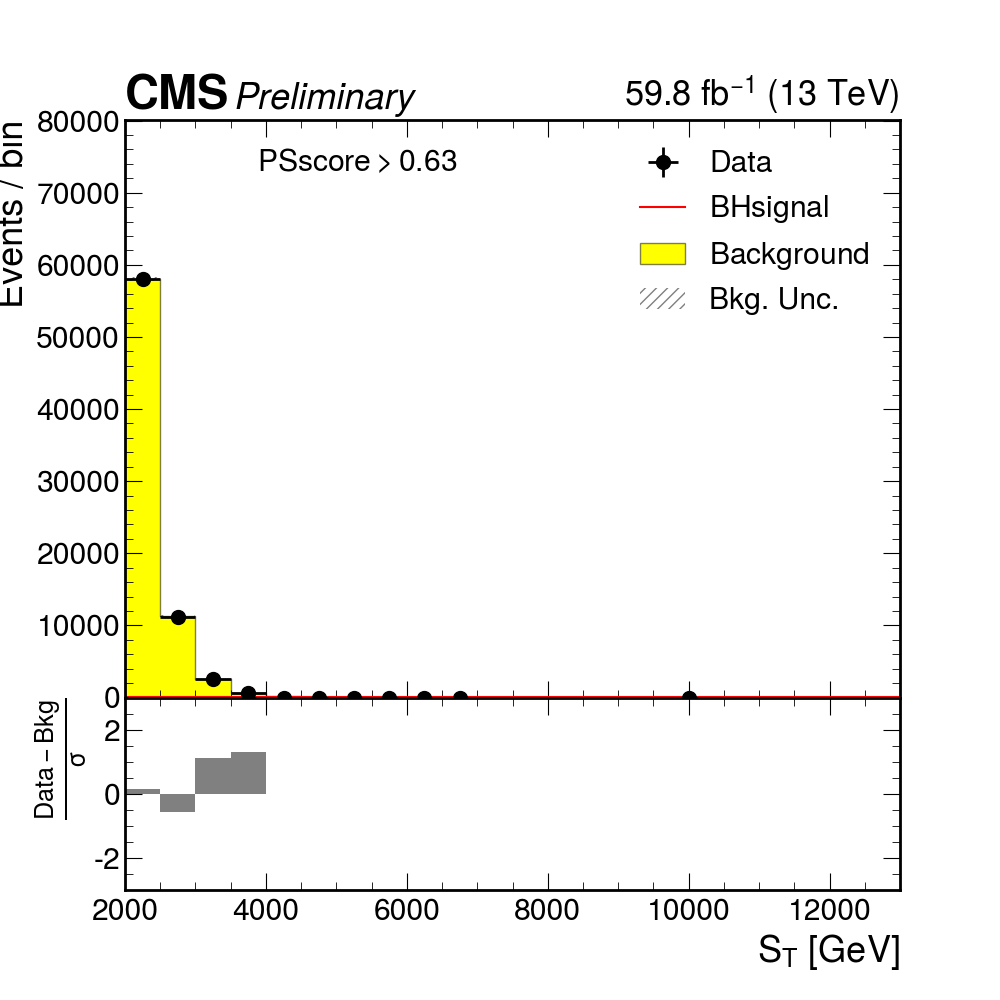 CMS Preliminary 59.8 fb⁻¹ (13 TeV)
Events / bin
80000
70000
60000
50000
40000
30000
20000
10000
0
PSscore > 0.63
Data
BHsignal
Background
Bkg. Unc.
Data − Bkg
σ
2
0
-2
2000 4000 6000 8000 10000 12000
S_T [GeV]